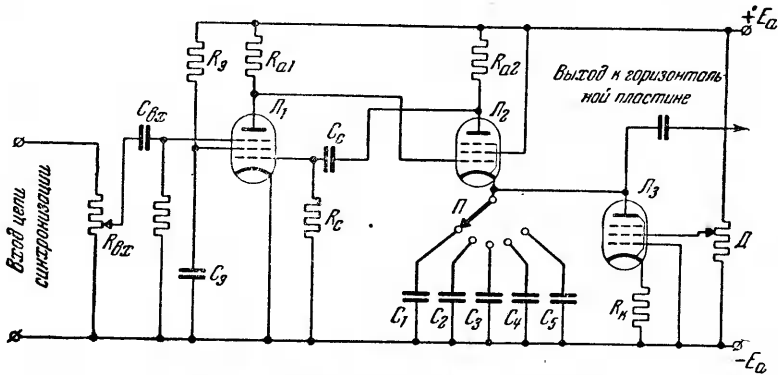 +Eа
Rэ
Rа1
Rа2
Выход к горизонталь
ной пластине
Cвх
Л1
Л2
Cс
Л3
Вход цепи
синхронизации
Rвх
Rс
П
Д
Cэ
C1
C2
C3
C4
C5
Rк
-Eа